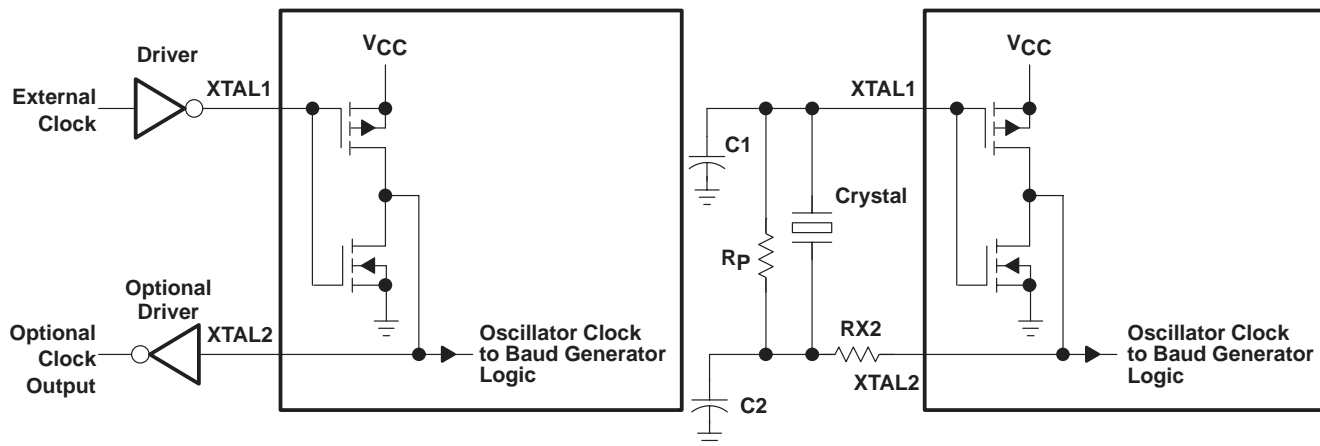 Driver
VCC
XTAL1
External
Clock
Optional
Driver
XTAL2
Optional
Clock
Output
Oscillator Clock
to Baud Generator
Logic
VCC
XTAL1
C1
Crystal
RP
RX2
XTAL2
C2
Oscillator Clock
to Baud Generator
Logic